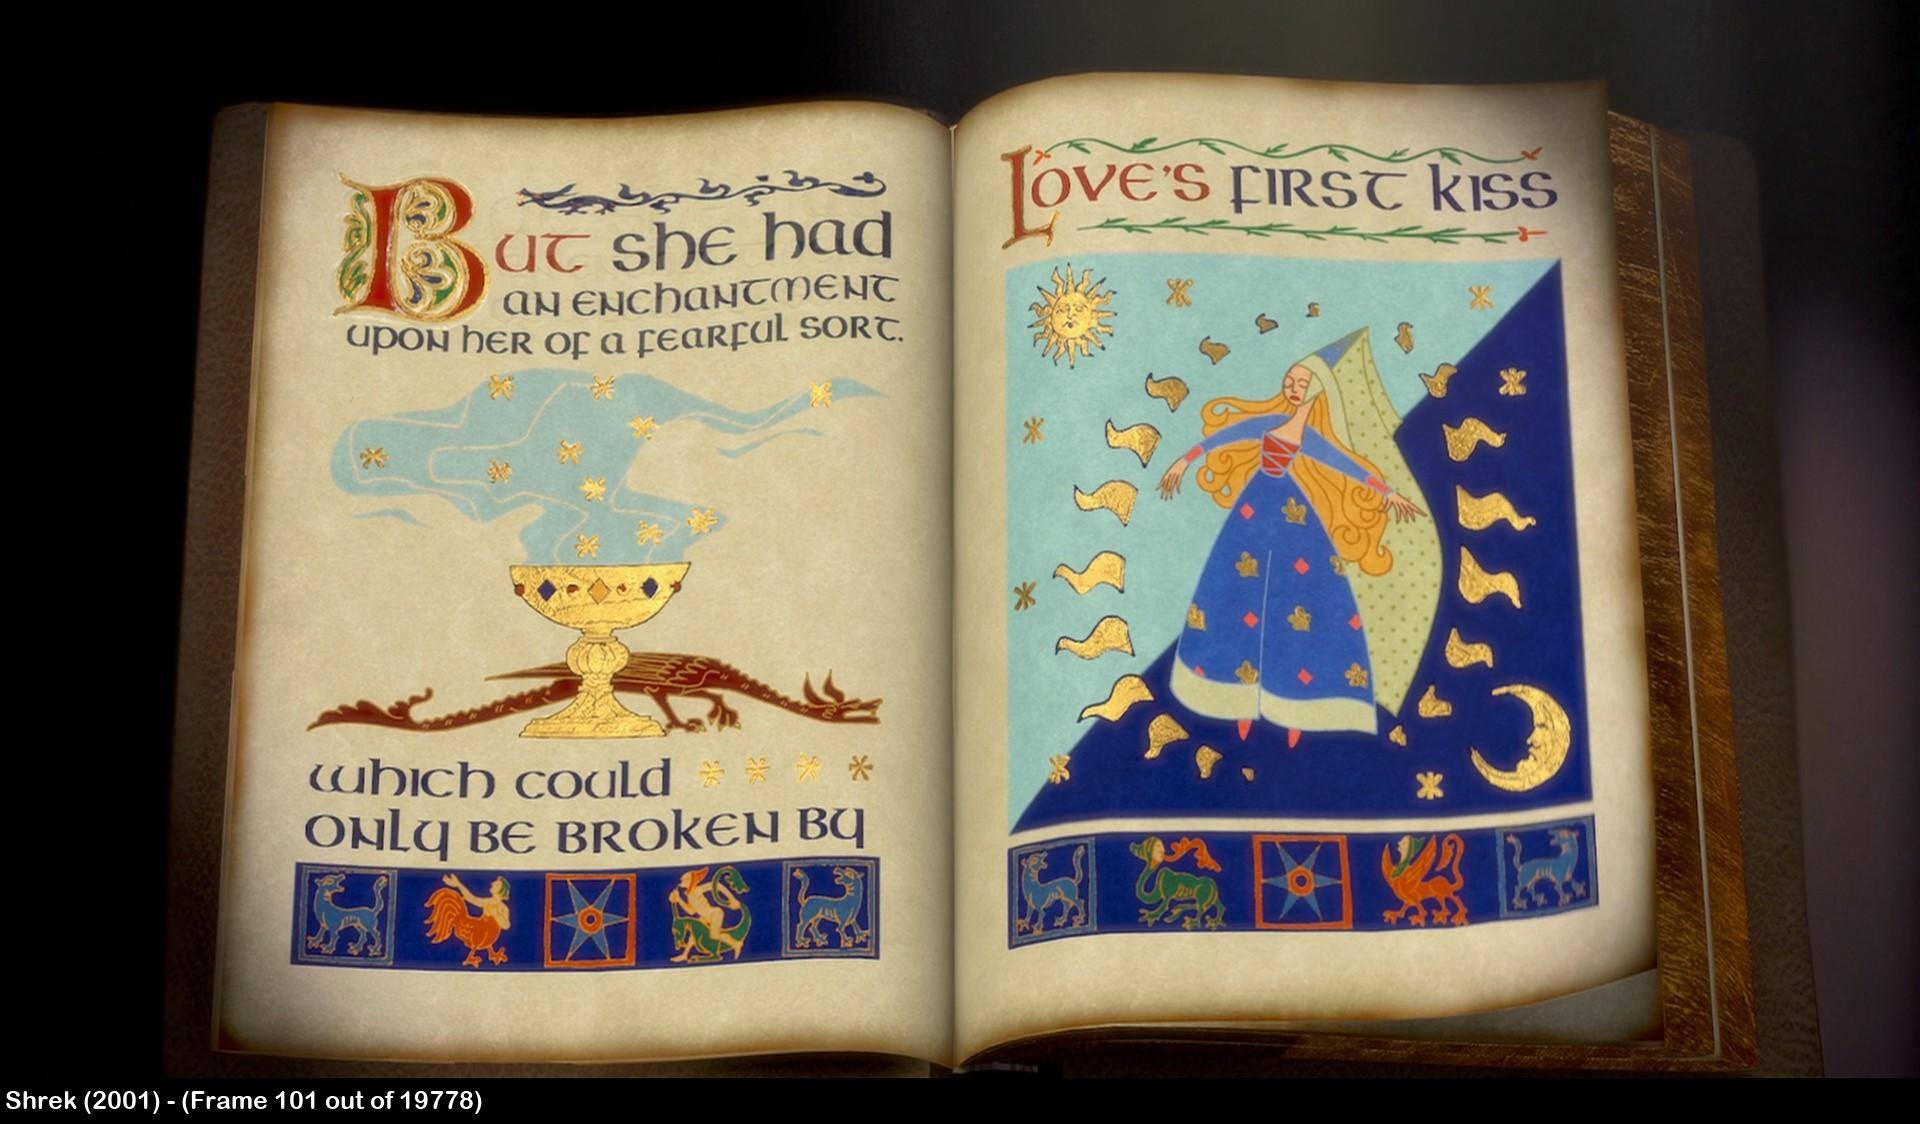 But she had
an enchantment
upon her of a fearful sort.
which could
only be broken by
Love's first kiss
Shrek (2001) - (Frame 101 out of 19778)